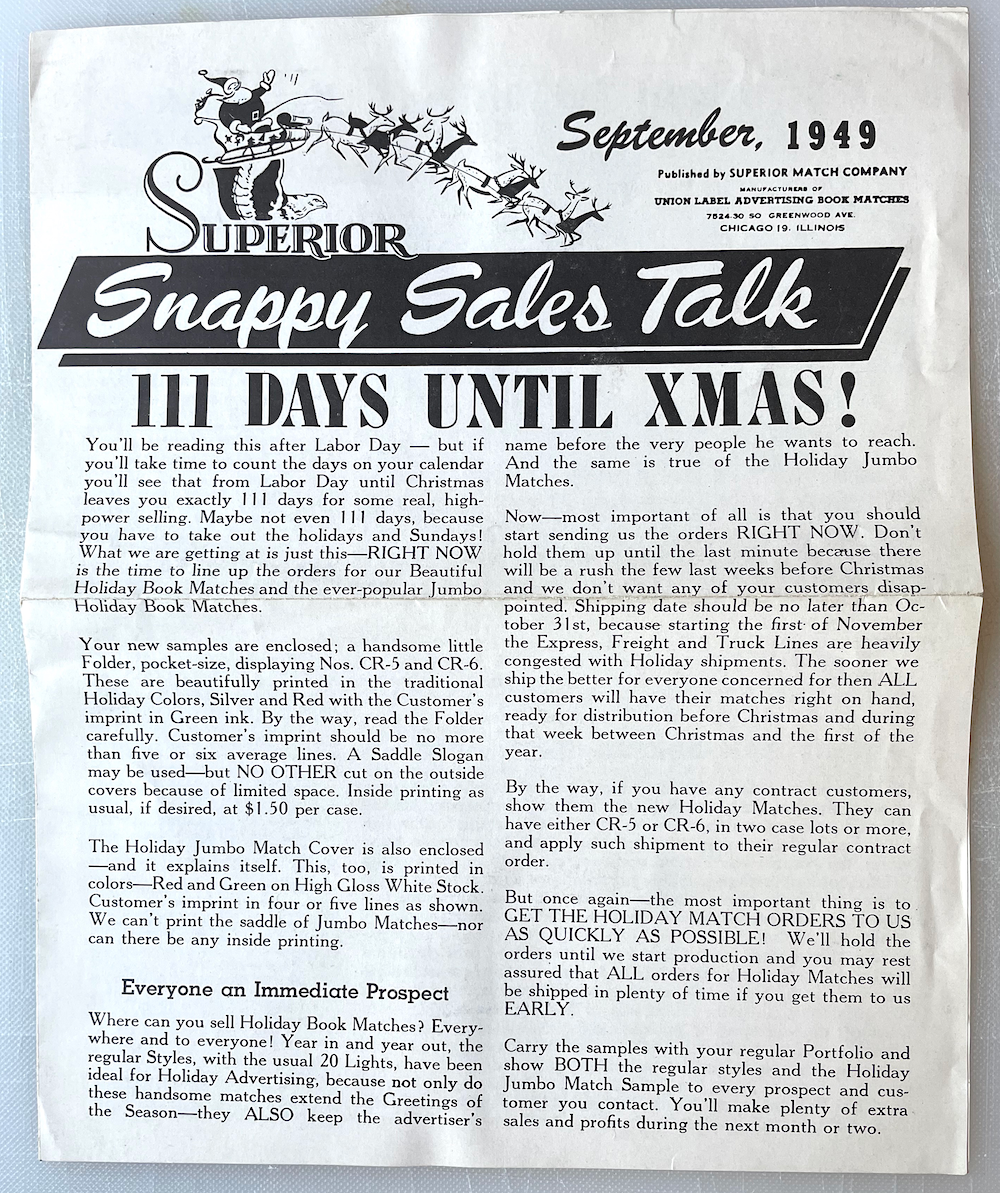 September, 1949
Published by SUPERIOR MATCH COMPANY
MANUFACTURERS OF
UNION LABEL ADVERTISING BOOK MATCHES
7524-30 SO GREENWOOD AVE.
CHICAGO 19, ILLINOIS
SUPERIOR
Snappy Sales Talk
111 DAYS UNTIL XMAS!
You'll be reading this after Labor Day — but if
you'll take time to count the days on your calendar
you'll see that from Labor Day until Christmas
leaves you exactly 111 days for some real, high-
power selling. Maybe not even 111 days, because
you have to take out the holidays and Sundays!
What we are getting at is just this—RIGHT NOW
is the time to line up the orders for our Beautiful
Holiday Book Matches and the ever-popular Jumbo
Holiday Book Matches.
Your new samples are enclosed; a handsome little
Folder, pocket-size, displaying Nos. CR-5 and CR-6.
These are beautifully printed in the traditional
Holiday Colors, Silver and Red with the Customer's
imprint in Green ink. By the way, read the Folder
carefully. Customer's imprint should be no more
than five or six average lines. A Saddle Slogan
may be used—but NO OTHER cut on the outside
covers because of limited space. Inside printing as
usual, if desired, at $1.50 per case.
The Holiday Jumbo Match Cover is also enclosed
—and it explains itself. This, too, is printed in
colors—Red and Green on High Gloss White Stock.
Customer's imprint in four or five lines as shown.
We can't print the saddle of Jumbo Matches—nor
can there be any inside printing.
Everyone an Immediate Prospect
Where can you sell Holiday Book Matches? Every-
where and to everyone! Year in and year out, the
regular Styles, with the usual 20 Lights, have been
ideal for Holiday Advertising, because not only do
these handsome matches extend the Greetings of
the Season—they ALSO keep the advertiser's
name before the very people he wants to reach.
And the same is true of the Holiday Jumbo
Matches.
Now—most important of all is that you should
start sending us the orders RIGHT NOW. Don't
hold them up until the last minute because there
will be a rush the few last weeks before Christmas
and we don't want any of your customers disap-
pointed. Shipping date should be no later than Oc-
tober 31st, because starting the first of November
the Express, Freight and Truck Lines are heavily
congested with Holiday shipments. The sooner we
ship the better for everyone concerned for then ALL
customers will have their matches right on hand,
ready for distribution before Christmas and during
that week between Christmas and the first of the
year.
By the way, if you have any contract customers,
show them the new Holiday Matches. They can
have either CR-5 or CR-6, in two case lots or more,
and apply such shipment to their regular contract
order.
But once again—the most important thing is to
GET THE HOLIDAY MATCH ORDERS TO US
AS QUICKLY AS POSSIBLE! We'll hold the
orders until we start production and you may rest
assured that ALL orders for Holiday Matches will
be shipped in plenty of time if you get them to us
EARLY.
Carry the samples with your regular Portfolio and
show BOTH the regular styles and the Holiday
Jumbo Match Sample to every prospect and cus-
tomer you contact. You'll make plenty of extra
sales and profits during the next month or two.